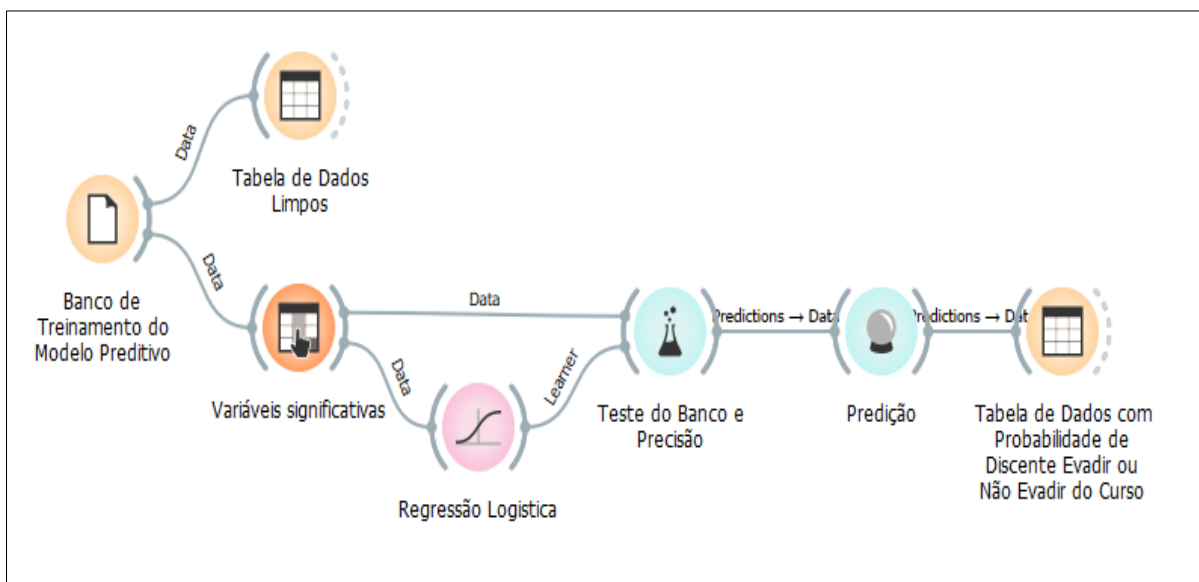 Data
Tabela de Dados
Limpos
Banco de
Treinamento do
Modelo Preditivo
Data
Variáveis significativas
Data
Data
Regressão Logistica
Learner
Teste do Banco e
Precisão
Predictions → Data
Predição
Predictions → Dat
Tabela de Dados com
Probabilidade de
Discente Evadir ou
Não Evadir do Curso